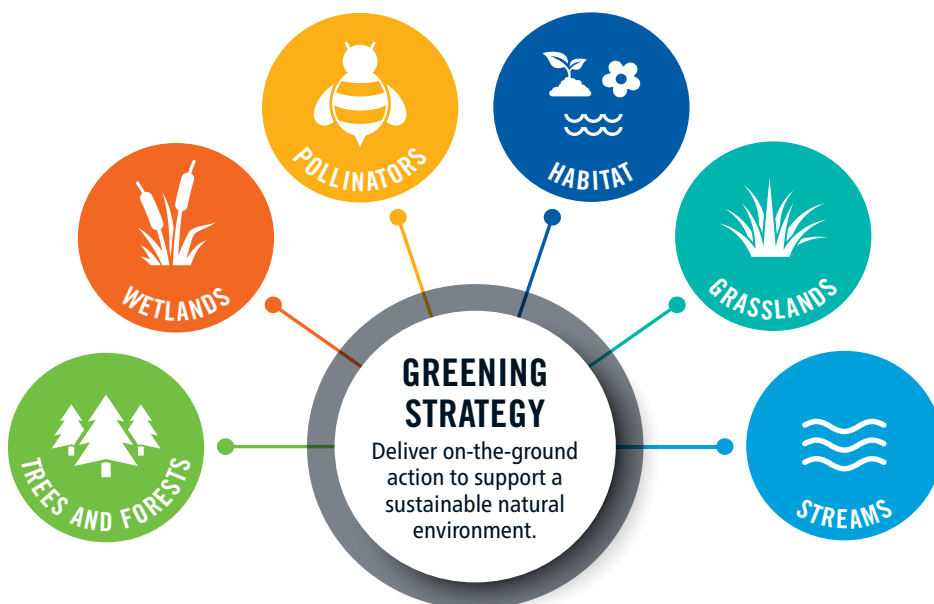 POLLINATORS
HABITAT
WETLANDS
GRASSLANDS
TREES AND FORESTS
STREAMS
GREENING
STRATEGY
Deliver on-the-ground
action to support a
sustainable natural
environment.